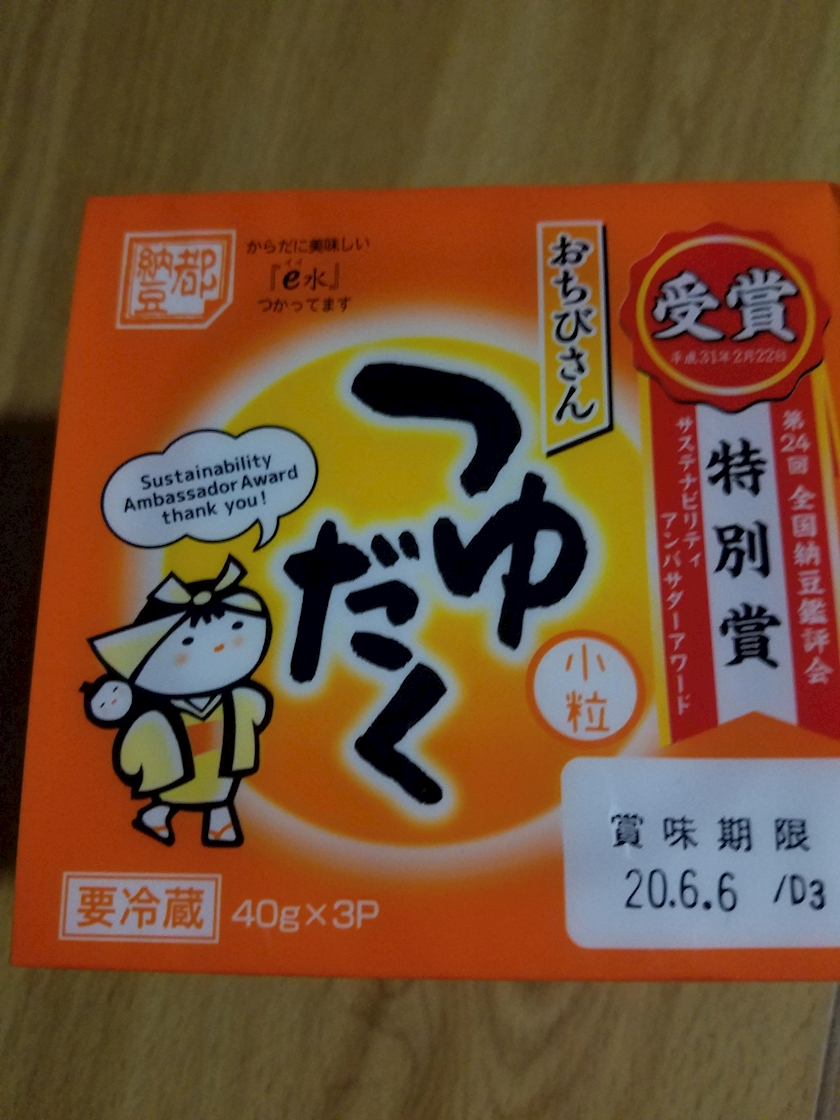 都納豆
からだに美味しい
イイ
『e水』
つかってます
おちびさん
つゆ
だく
小粒
受賞
平成31年2月22日
第24回 全国納豆鑑評会
特別賞
サステナビリティ
アンバサダーアワード
Sustainability
Ambassador Award
thank you!
要冷蔵
40g×3P
賞味期限
20.6.6 /D3